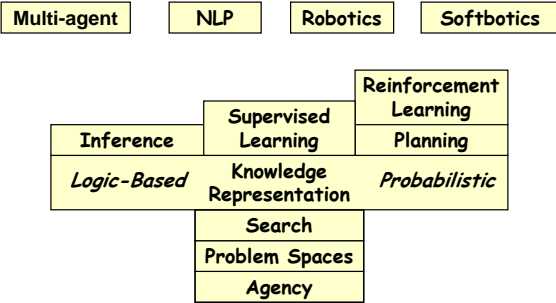 Multi-agent NLP Robotics Softbotics
Reinforcement
Learning
Supervised
Learning
Inference Planning
Logic-Based Knowledge
Representation Probabilistic
Search
Problem Spaces
Agency